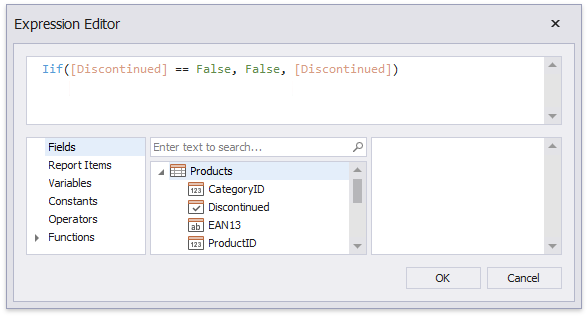 Expression Editor
Iif([Discontinued] == False, False, [Discontinued])
Fields
Report Items
Variables
Constants
Operators
Functions
Enter text to search...
Products
123 CategoryID
Discontinued
ab EAN13
123 ProductID
OK
Cancel